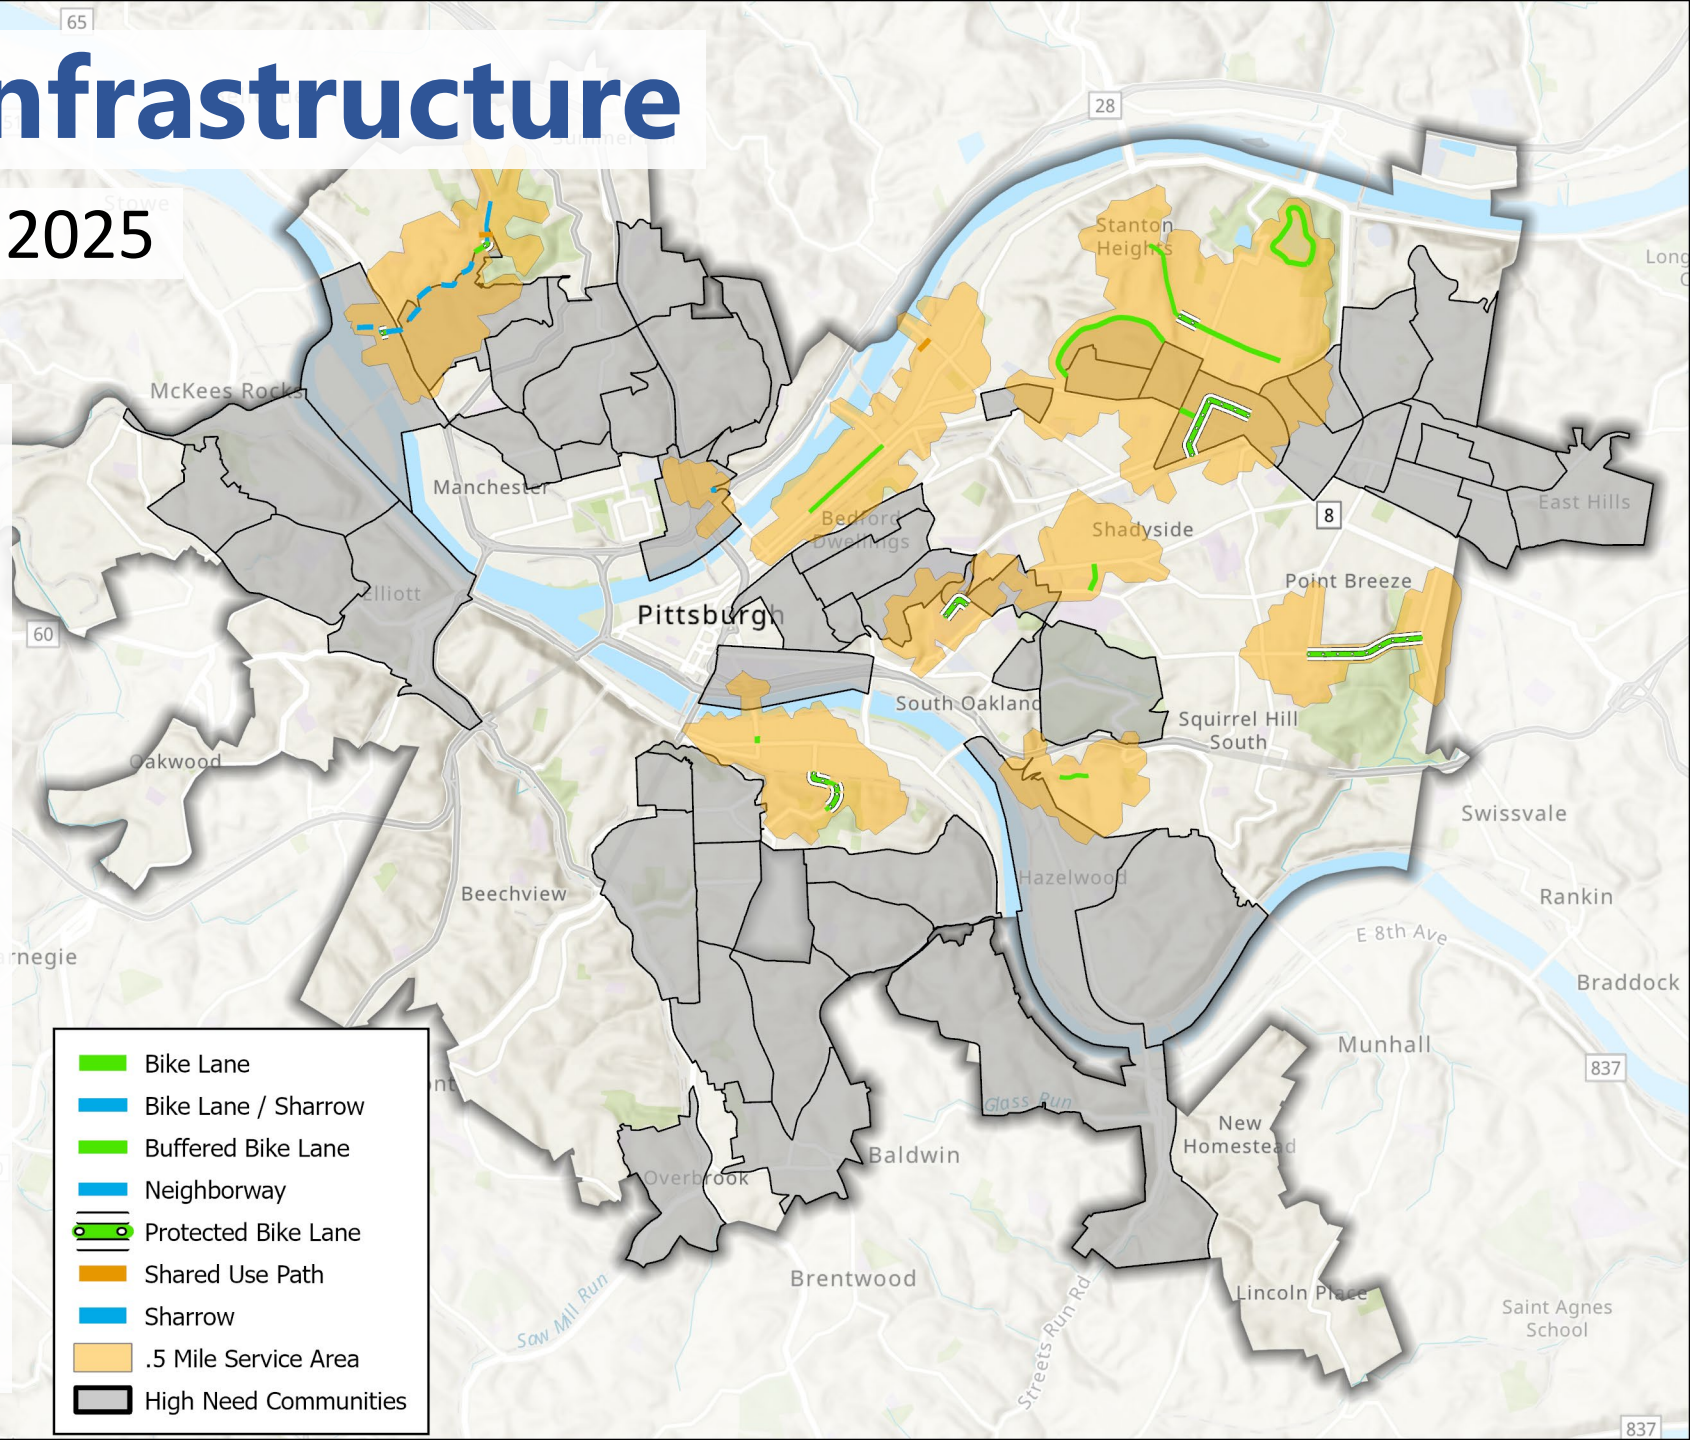 65
nfrastructure
28
Stowe
2025
Stanton
Heights
McKees Rocks
Manchester
8
East Hills
Bedford
Dwellings
Shadyside
Point Breeze
Elliott
Pittsburgh
60
South Oakland
Squirrel Hill
South
Oakwood
Swissvale
Hazelwood
Beechview
Rankin
E 8th Ave
rnegie
Braddock
Munhall
837
ont
Glass Run
New
Homestead
Baldwin
Overbrook
Brentwood
Lincoln Place
Saint Agnes
School
Saw Mill Run
Streets Run Rd
837
Bike Lane
Bike Lane / Sharrow
Buffered Bike Lane
Neighborway
Protected Bike Lane
Shared Use Path
Sharrow
.5 Mile Service Area
High Need Communities